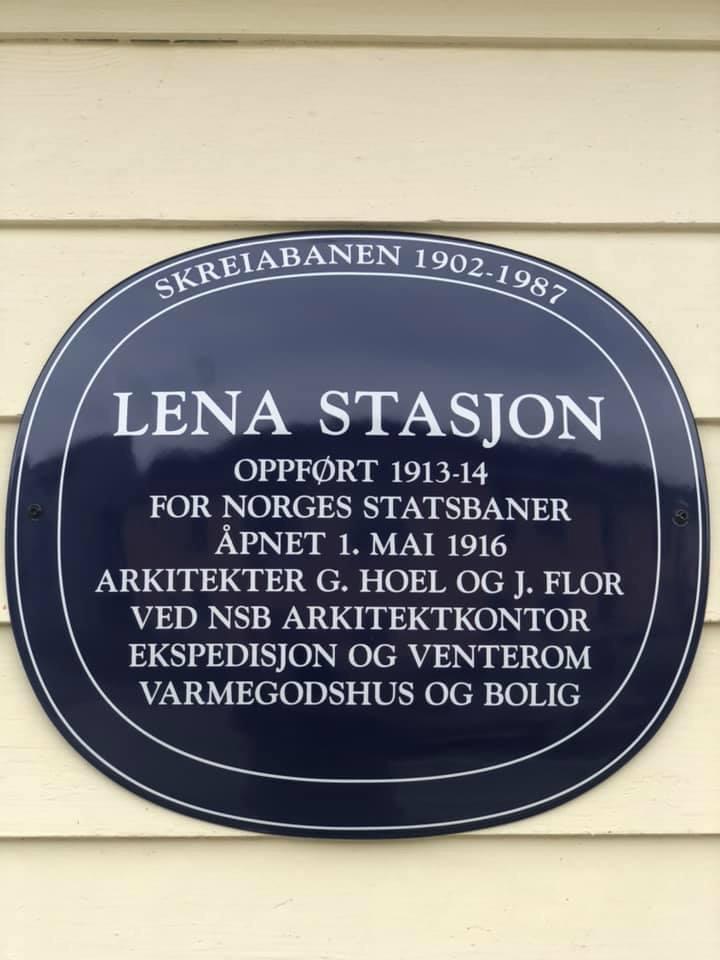 SKREIABANEN 1902-1987
LENA STASJON
OPPFØRT 1913-14
FOR NORGES STATSBANER
ÅPNET 1. MAI 1916
ARKITEKTER G. HOEL OG J. FLOR
VED NSB ARKITEKTKONTOR
EKSPEDISJON OG VENTEROM
VARMEGODSHUS OG BOLIG